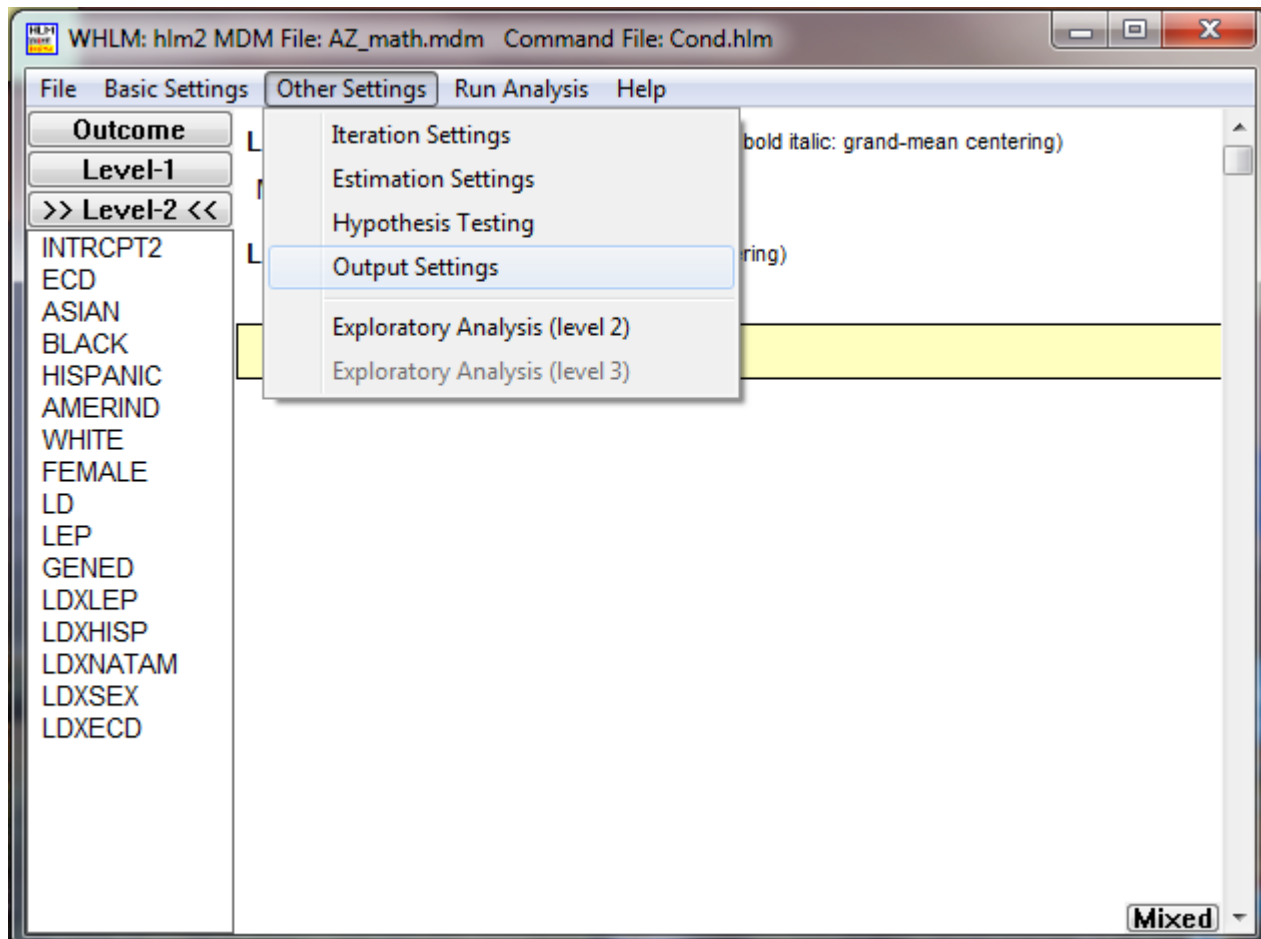 WHLM: hlm2 MDM File: AZ_math.mdm Command File: Cond.hlm
File Basic Settings Other Settings Run Analysis Help
Outcome
Level-1
>> Level-2 <<
INTRCPT2
ECD
ASIAN
BLACK
HISPANIC
AMERIND
WHITE
FEMALE
LD
LEP
GENED
LDXLEP
LDXHISP
LDXNATAM
LDXSEX
LDXECD
Iteration Settings
Estimation Settings
Hypothesis Testing
Output Settings
Exploratory Analysis (level 2)
Exploratory Analysis (level 3)
L
bold italic: grand-mean centering)
L
ring)
Mixed